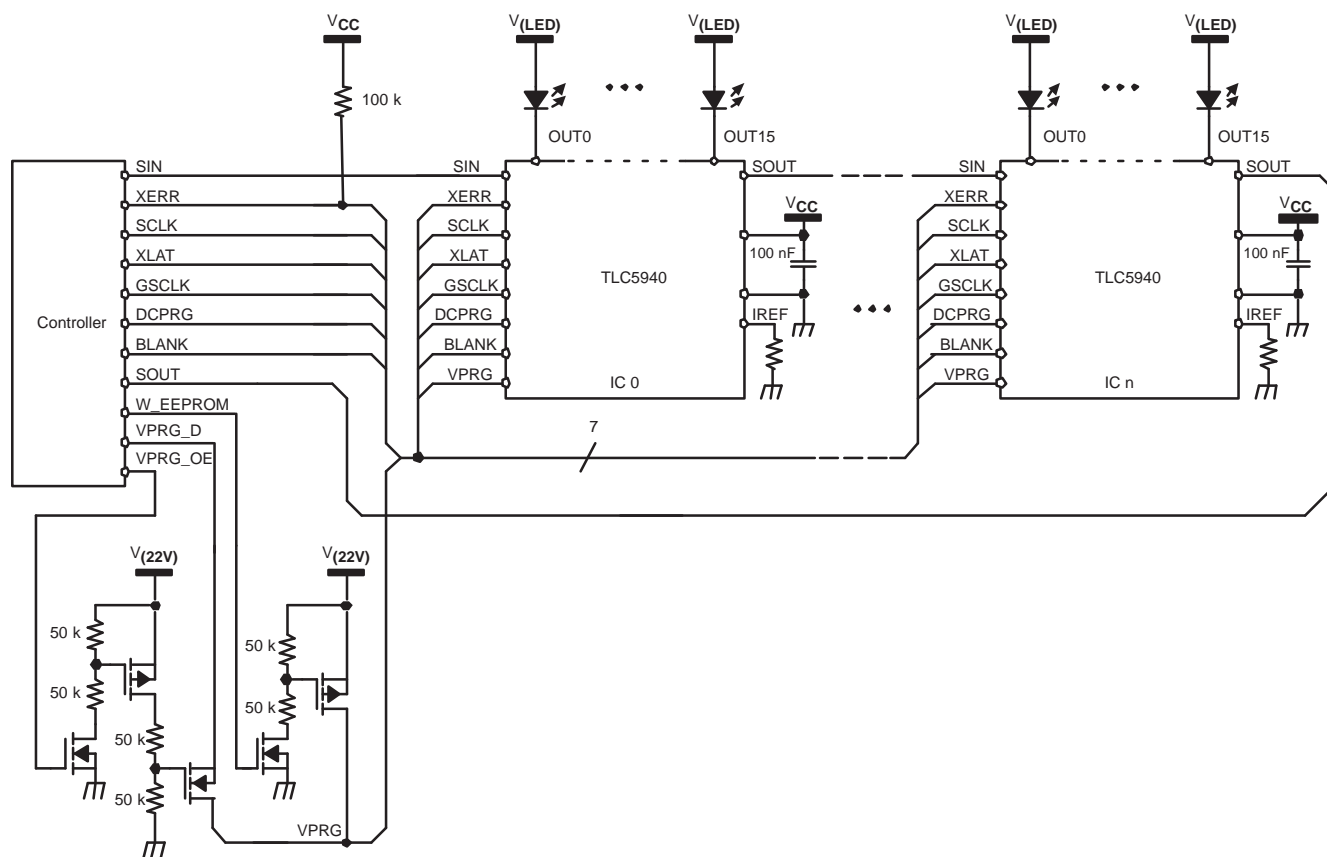 VCC
V(LED)
V(LED)
V(LED)
V(LED)
100 k
OUT0
OUT15
OUT0
OUT15
SIN
SIN
SOUT
SIN
SOUT
XERR
XERR
XERR
VCC
VCC
SCLK
SCLK
SCLK
100 nF
100 nF
XLAT
XLAT
XLAT
TLC5940
TLC5940
GSCLK
GSCLK
GSCLK
Controller
DCPRG
DCPRG
IREF
DCPRG
IREF
BLANK
BLANK
BLANK
SOUT
VPRG
IC 0
VPRG
IC n
W_EEPROM
VPRG_D
7
VPRG_OE
V(22V)
V(22V)
50 k
50 k
50 k
50 k
50 k
50 k
VPRG